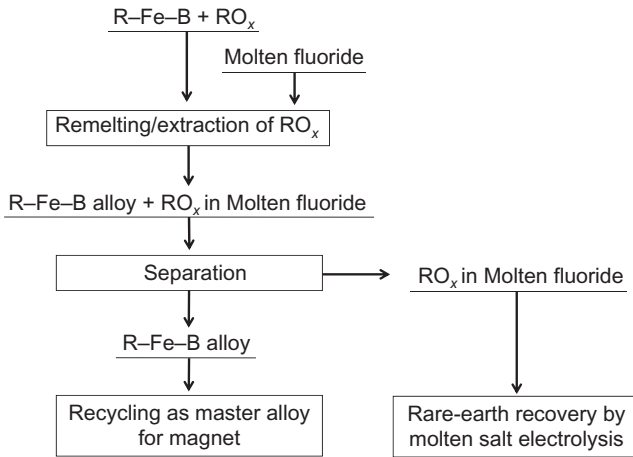 R–Fe–B + ROx
Molten fluoride
Remelting/extraction of ROx
R–Fe–B alloy + ROx in Molten fluoride
Separation
ROx in Molten fluoride
R–Fe–B alloy
Recycling as master alloy
for magnet
Rare-earth recovery by
molten salt electrolysis